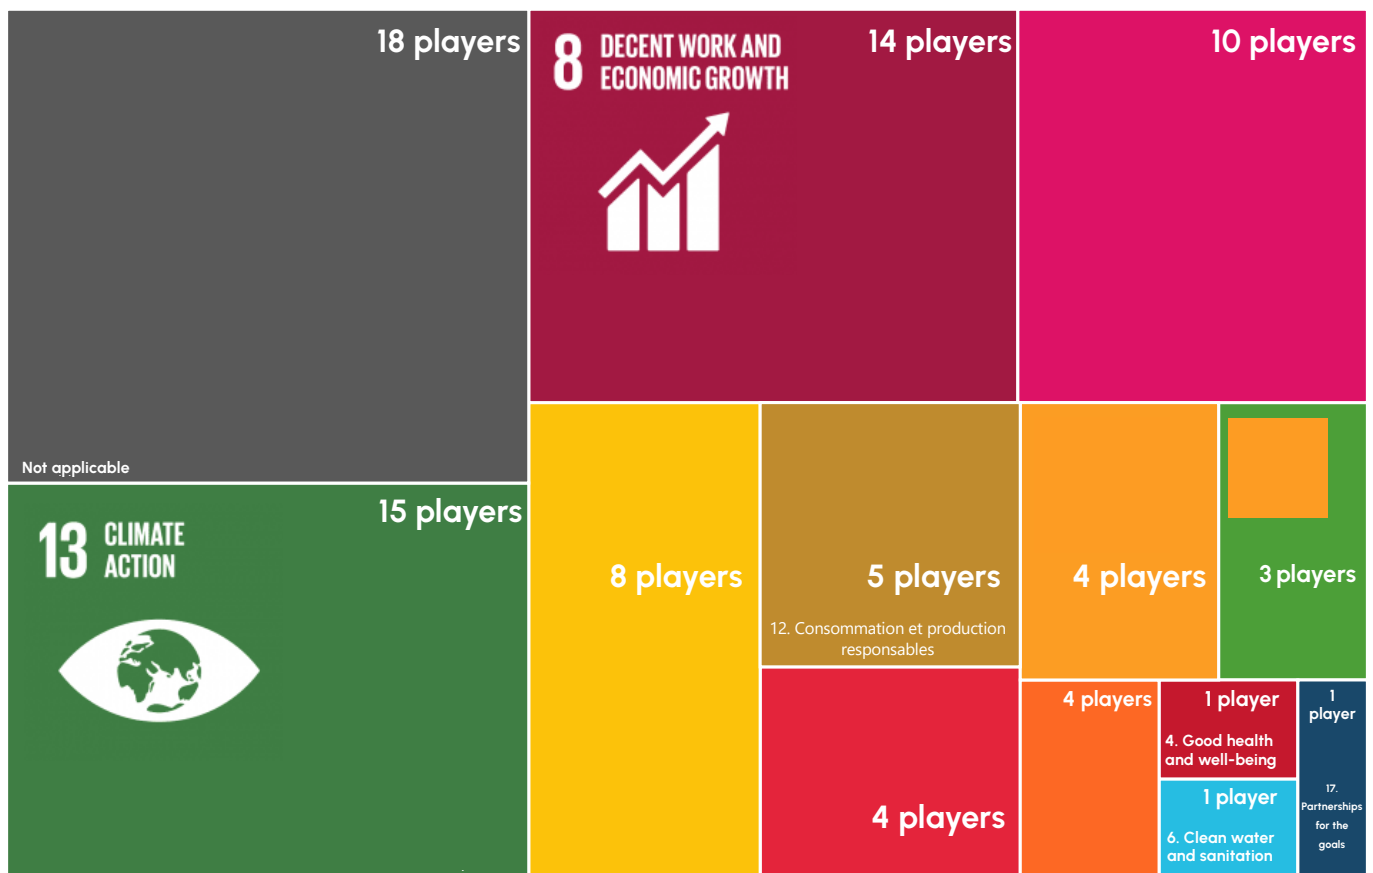 18 players
Not applicable
15 players
13 CLIMATE
ACTION
8 DECENT WORK AND
ECONOMIC GROWTH
14 players
10 players
8 players
5 players
12. Consommation et production
responsables
4 players
4 players
3 players
4 players
1 player
4. Good health
and well-being
1 player
6. Clean water
and sanitation
1
player
17.
Partnerships
for the
goals